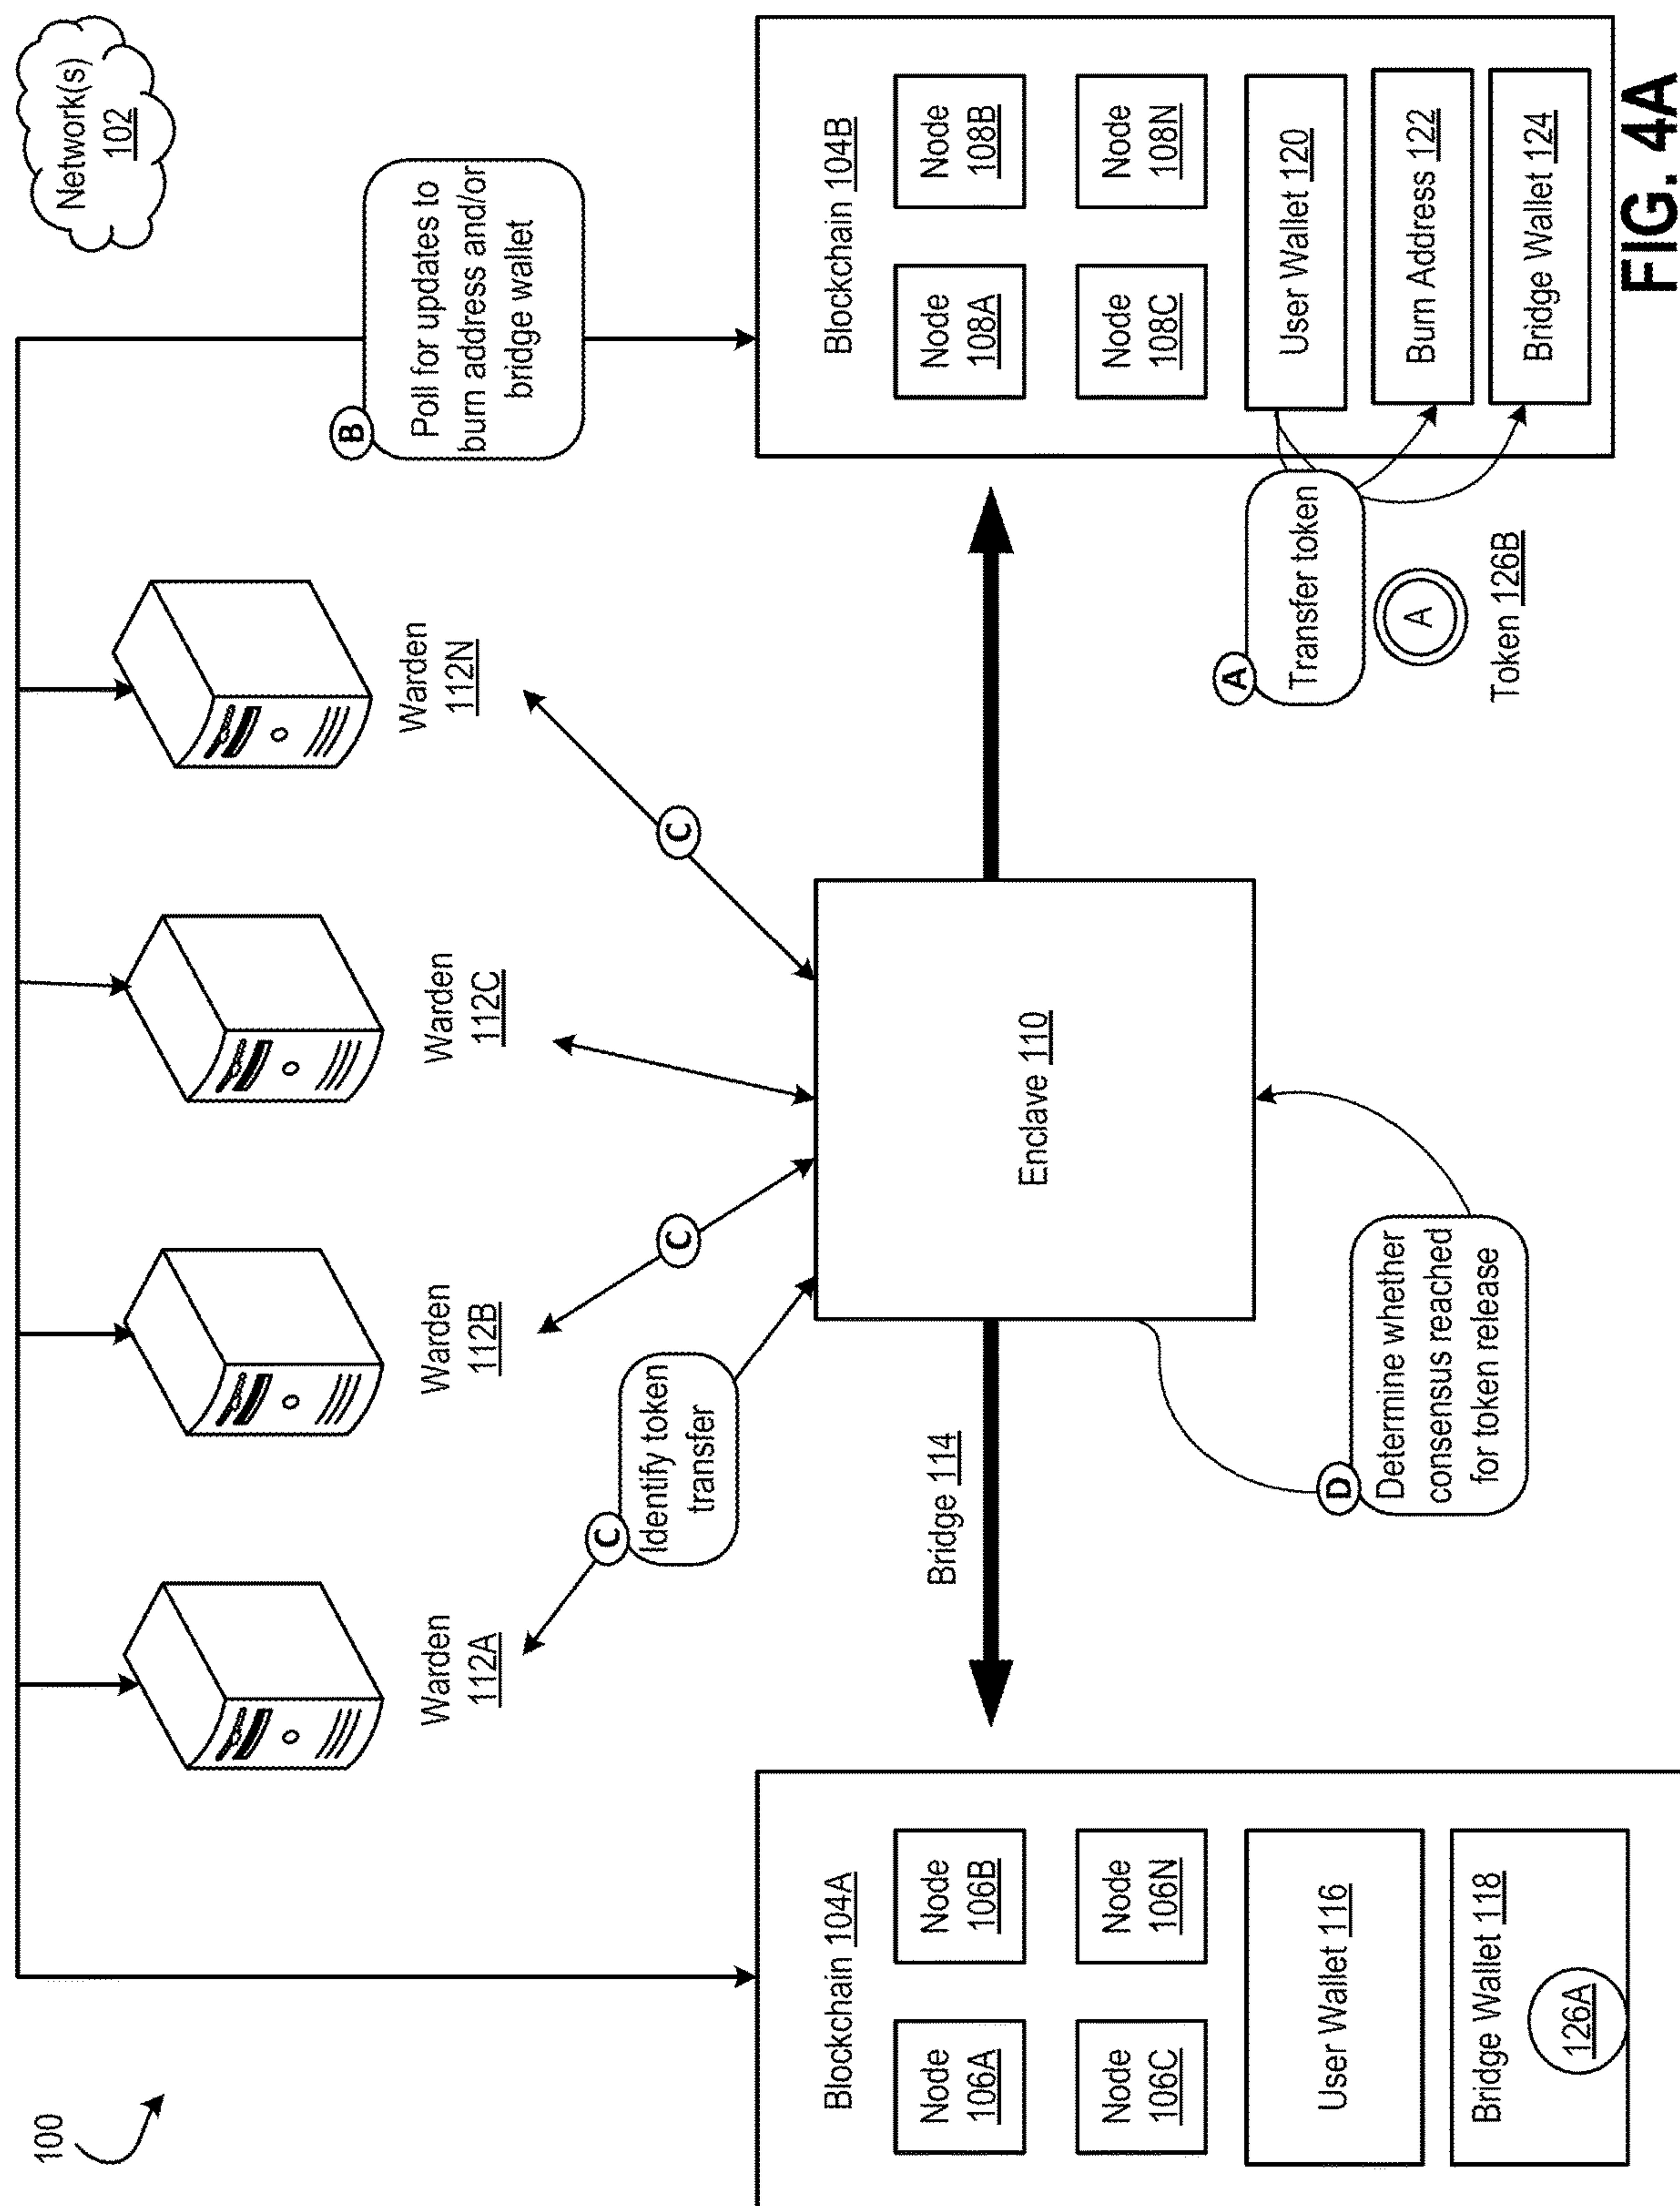 100
Network(s)
102
B
Poll for updates to
burn address and/or
bridge wallet
Warden
112A
Warden
112B
Warden
112C
Warden
112N
C
Identify token
transfer
C
C
Blockchain 104A
Node
106A
Node
106B
Node
106C
Node
106N
User Wallet 116
Bridge Wallet 118
126A
Bridge 114
Enclave 110
D
Determine whether
consensus reached
for token release
Blockchain 104B
Node
108A
Node
108B
Node
108C
Node
108N
User Wallet 120
Burn Address 122
Bridge Wallet 124
A
Transfer token
A
Token 126B
FIG. 4A